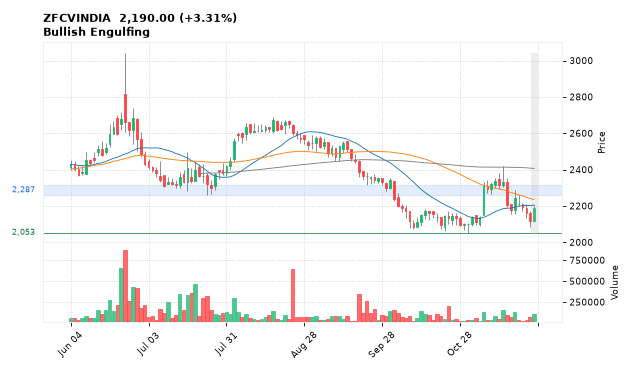 ZFCVINDIA 2,190.00 (+3.31%)
Bullish Engulfing
3000
2800
2600
2400
2200
2000
Price
2,287
2,053
750000
500000
250000
Volume
Jun 04
Jul 03
Jul 31
Aug 28
Sep 28
Oct 28